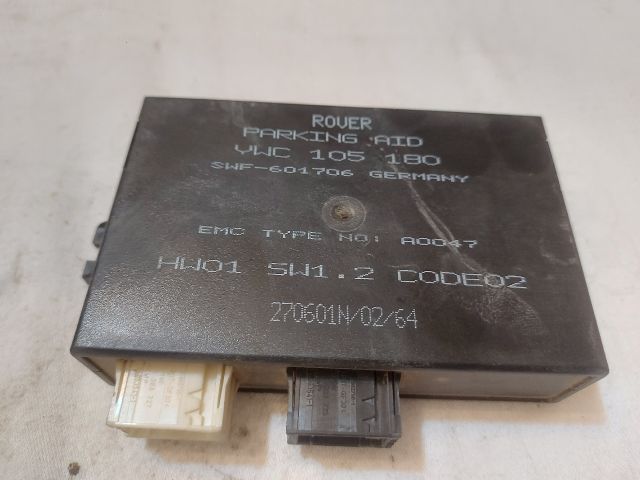 ROVER
PARKING AID
YWC 105 180
SWF-601706 GERMANY
EMC TYPE NO: A0047
HW01 SW1.2 CODE02
270601N/02/64